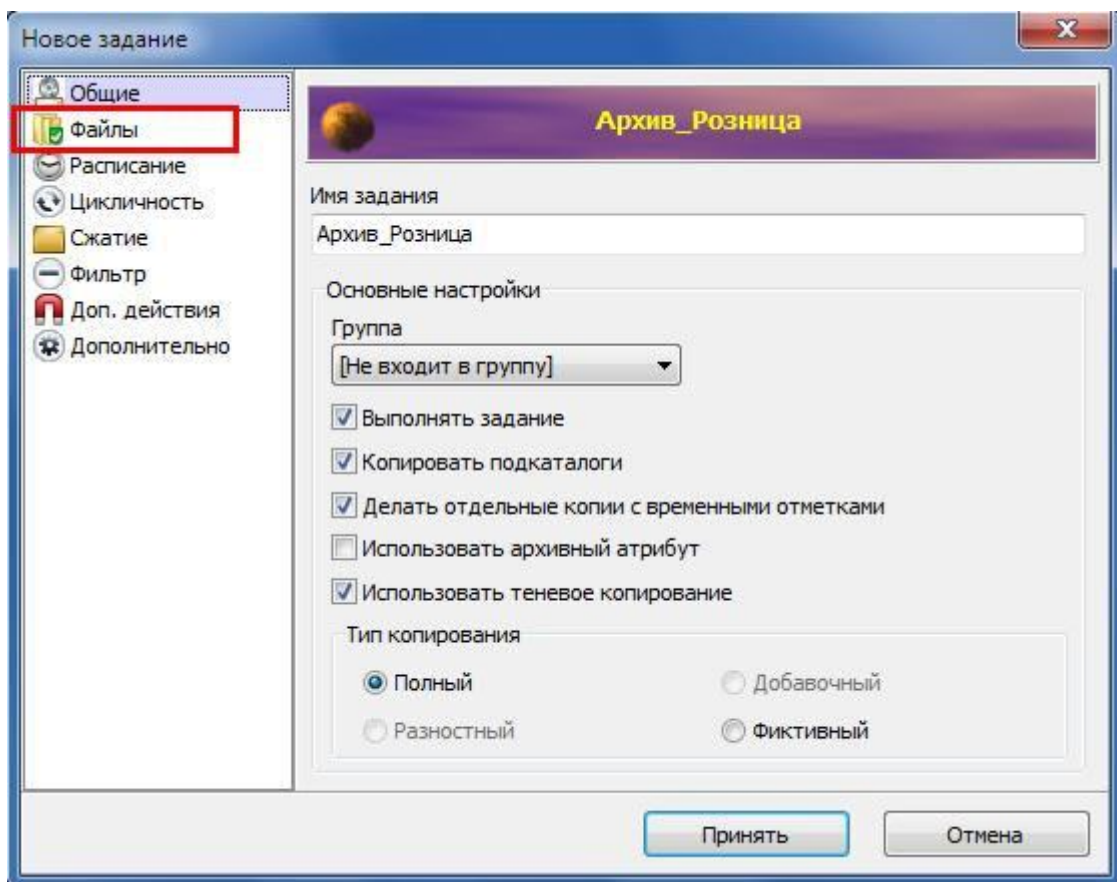 Новое задание
Общие
Файлы
Расписание
Цикличность
Сжатие
Фильтр
Доп. действия
Дополнительно
Архив_Розница
Имя задания
Архив_Розница
Основные настройки
Группа
[Не входит в группу]
Выполнять задание
Копировать подкаталоги
Делать отдельные копии с временными отметками
Использовать архивный атрибут
Использовать теневое копирование
Тип копирования
Полный Добавочный
Разностный Фиктивный
Принять Отмена